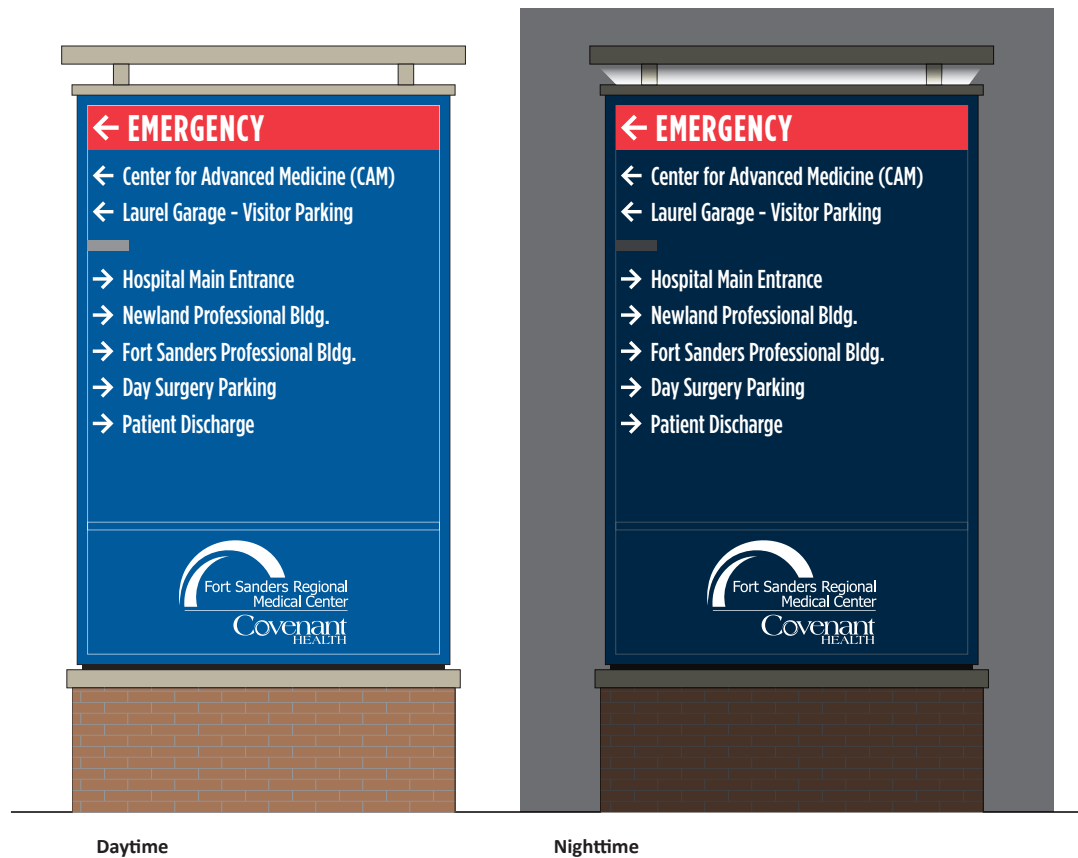 ← EMERGENCY
← Center for Advanced Medicine (CAM)
← Laurel Garage - Visitor Parking
→ Hospital Main Entrance
→ Newland Professional Bldg.
→ Fort Sanders Professional Bldg.
→ Day Surgery Parking
→ Patient Discharge
Fort Sanders Regional
Medical Center
Covenant
HEALTH
Daytime
← EMERGENCY
← Center for Advanced Medicine (CAM)
← Laurel Garage - Visitor Parking
→ Hospital Main Entrance
→ Newland Professional Bldg.
→ Fort Sanders Professional Bldg.
→ Day Surgery Parking
→ Patient Discharge
Fort Sanders Regional
Medical Center
Covenant
HEALTH
Nighttime